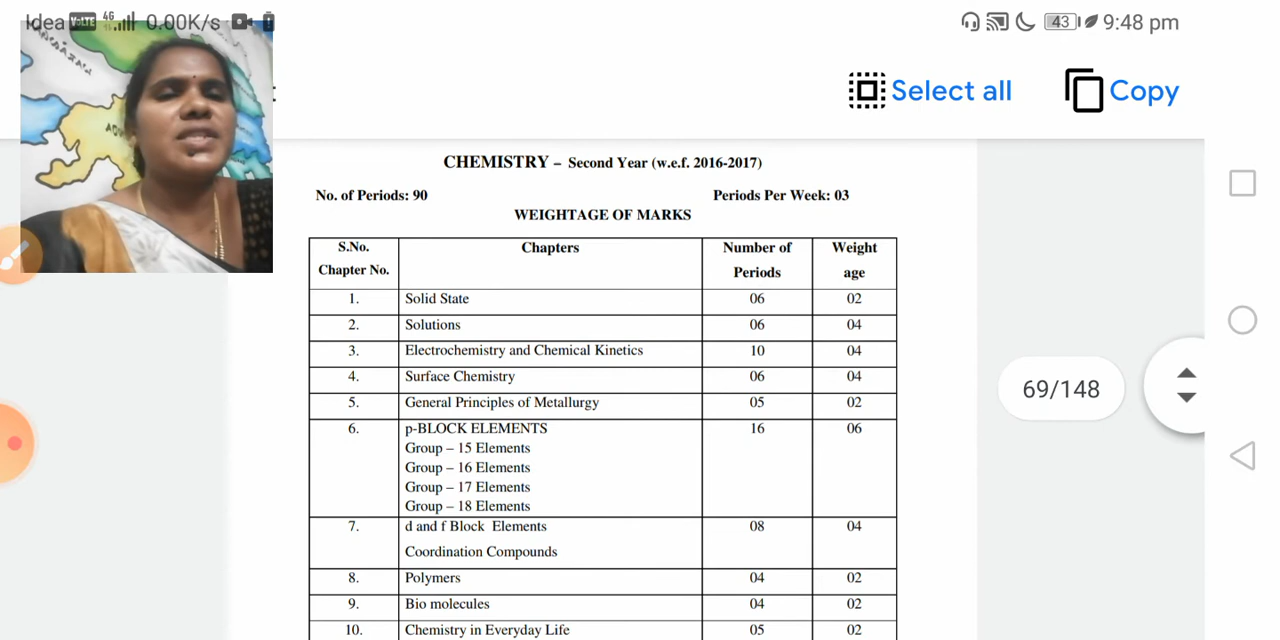 Idea VoLTE 4G 0.00K/s 43 9:48 pm
Select all Copy
CHEMISTRY – Second Year (w.e.f. 2016-2017)
No. of Periods: 90 Periods Per Week: 03
WEIGHTAGE OF MARKS
S.No. Chapter No. Chapters Number of Periods Weight age
1. Solid State 06 02
2. Solutions 06 04
3. Electrochemistry and Chemical Kinetics 10 04
4. Surface Chemistry 06 04
5. General Principles of Metallurgy 05 02
6. p-BLOCK ELEMENTS 16 06
Group – 15 Elements
Group – 16 Elements
Group – 17 Elements
Group – 18 Elements
7. d and f Block Elements 08 04
Coordination Compounds
8. Polymers 04 02
9. Bio molecules 04 02
10. Chemistry in Everyday Life 05 02
69/148